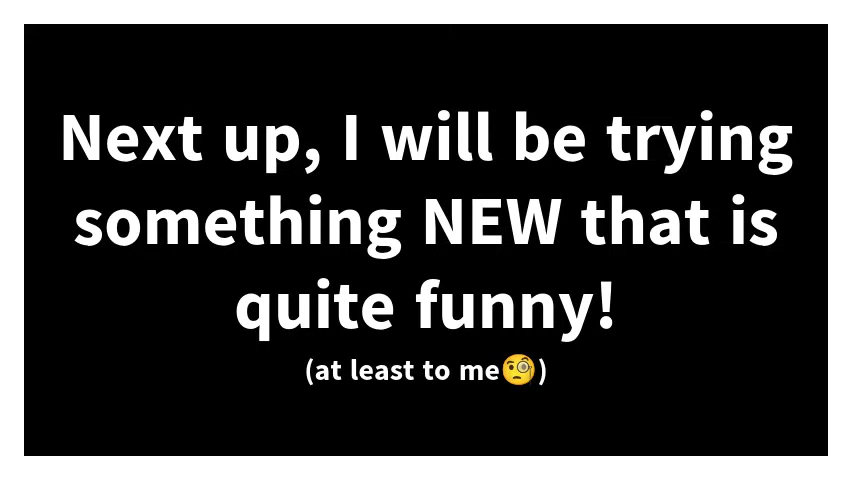 Next up, I will be trying
something NEW that is
quite funny!
(at least to me🧐)